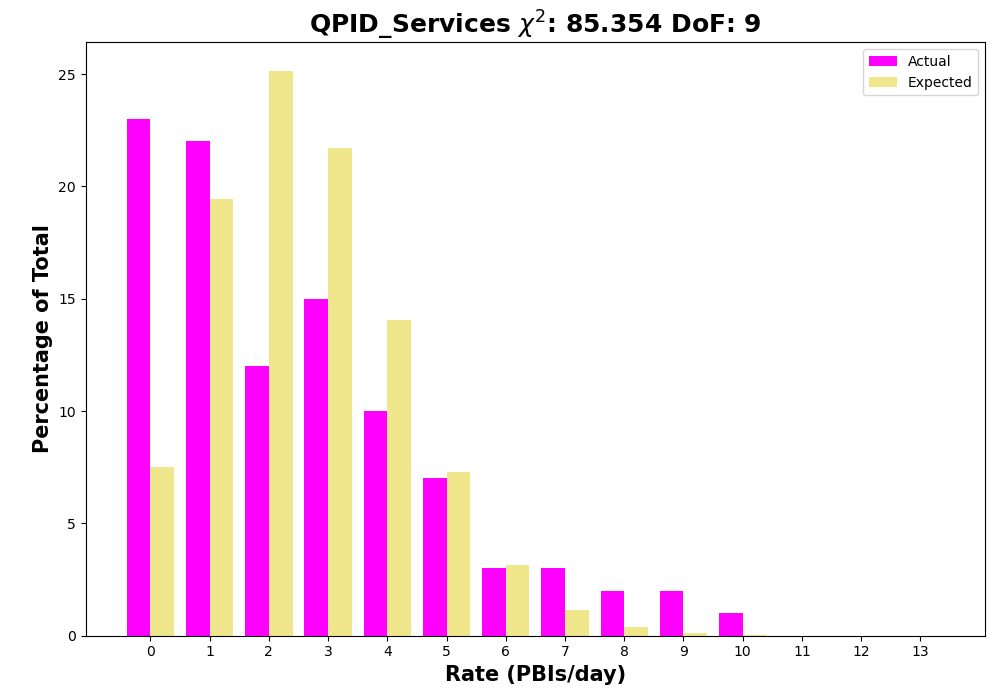 QPID_Services χ²: 85.354 DoF: 9
Actual
Expected
25
20
15
10
5
0
Percentage of Total
0 1 2 3 4 5 6 7 8 9 10 11 12 13
Rate (PBIs/day)